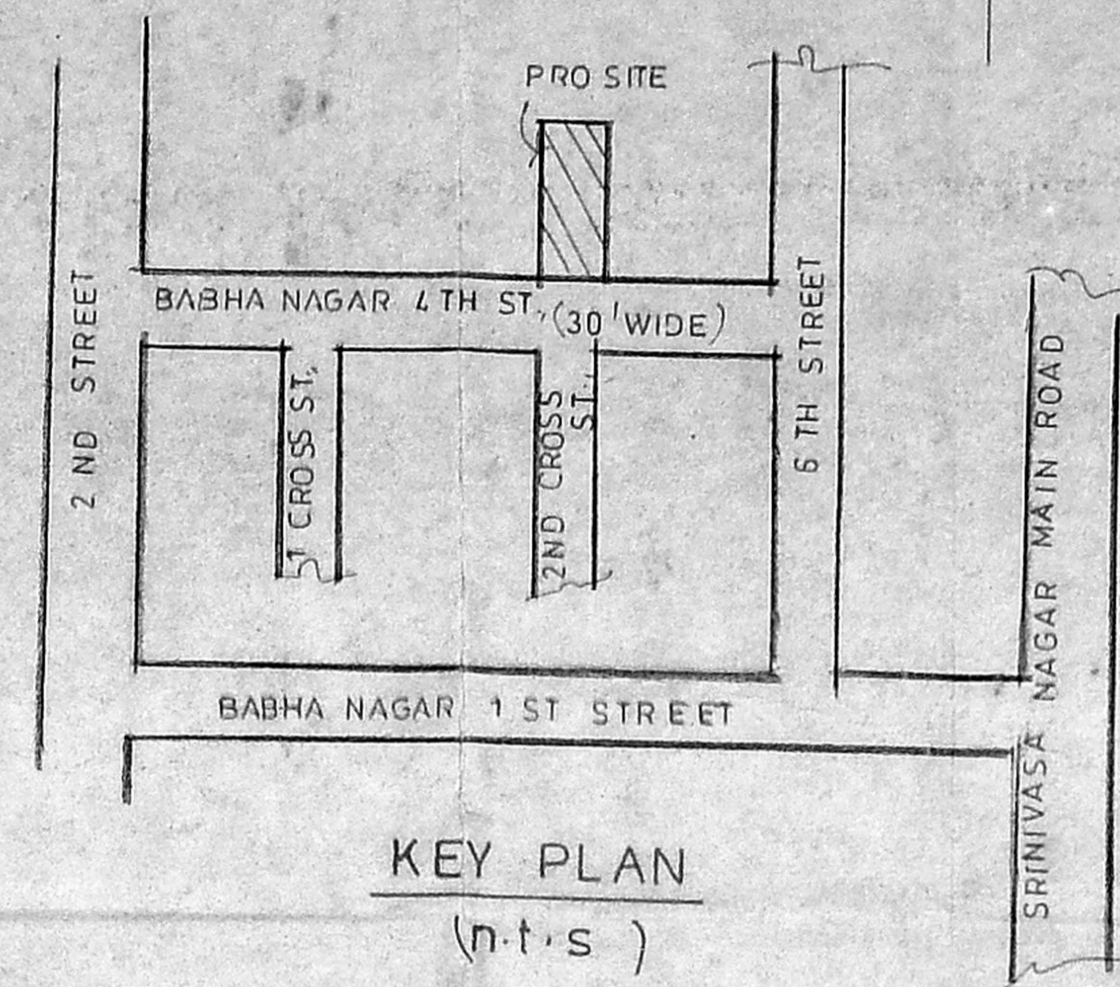 PRO SITE
BABHA NAGAR 4TH ST., (30' WIDE)
2 ND STREET
6 TH STREET
1 CROSS ST,
2ND CROSS
ST.,
SRINIVASA NAGAR MAIN ROAD
BABHA NAGAR 1 ST STREET
KEY PLAN
(n.t.s )